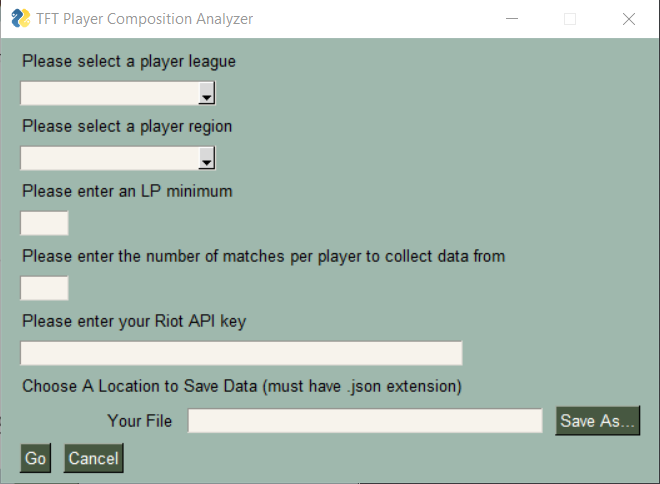 TFT Player Composition Analyzer
Please select a player league
Please select a player region
Please enter an LP minimum
Please enter the number of matches per player to collect data from
Please enter your Riot API key
Choose A Location to Save Data (must have .json extension)
Your File Save As...
Go Cancel